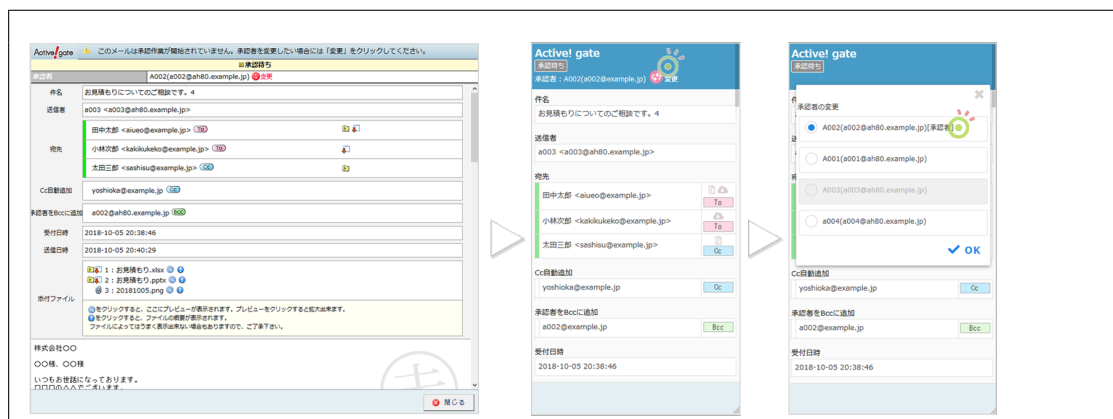 Active! gate
このメールは承認作業が開始されていません。承認者を変更したい場合には「変更」をクリックしてください。
承認待ち
承認者 A002(a002@ah80.example.jp) 変更
件名 お見積もりについてのご相談です。4
送信者 a003 <a003@ah80.example.jp>
宛先
田中太郎 <aiueo@example.jp> TO
小林次郎 <kakikukeko@example.jp> TO
太田三郎 <sashisu@example.jp> CC
Cc自動追加 yoshioka@example.jp CC
承認者をBccに追加 a002@ah80.example.jp BCC
受付日時 2018-10-05 20:38:46
送信日時 2018-10-05 20:40:29
添付ファイル
1：お見積もり.xlsx
2：お見積もり.pptx
3：20181005.png
をクリックすると、ここにプレビューが表示されます。プレビューをクリックすると拡大出来ます。
をクリックすると、ファイルの概要が表示されます。
ファイルによってはうまく表示出来ない場合もありますので、ご了承下さい。
株式会社〇〇
〇〇様、〇〇様
いつもお世話になっております。
閉じる
Active! gate
承認待ち
承認者：A002(a002@example.jp) 変更
件名
お見積もりについてのご相談です。4
送信者
a003 <a003@ah80.example.jp>
宛先
田中太郎 <aiueo@example.jp> To
小林次郎 <kakikukeko@example.jp> To
太田三郎 <sashisu@example.jp> Cc
Cc自動追加
yoshioka@example.jp Cc
承認者をBccに追加
a002@example.jp Bcc
受付日時
2018-10-05 20:38:46
Active! gate
承認待ち
承認者の変更
A002(a002@ah80.example.jp)[承認者]
A001(a001@ah80.example.jp)
A003(a003@ah80.example.jp)
a004(a004@ah80.example.jp)
OK
Cc自動追加
yoshioka@example.jp Cc
承認者をBccに追加
a002@example.jp Bcc
受付日時
2018-10-05 20:38:46